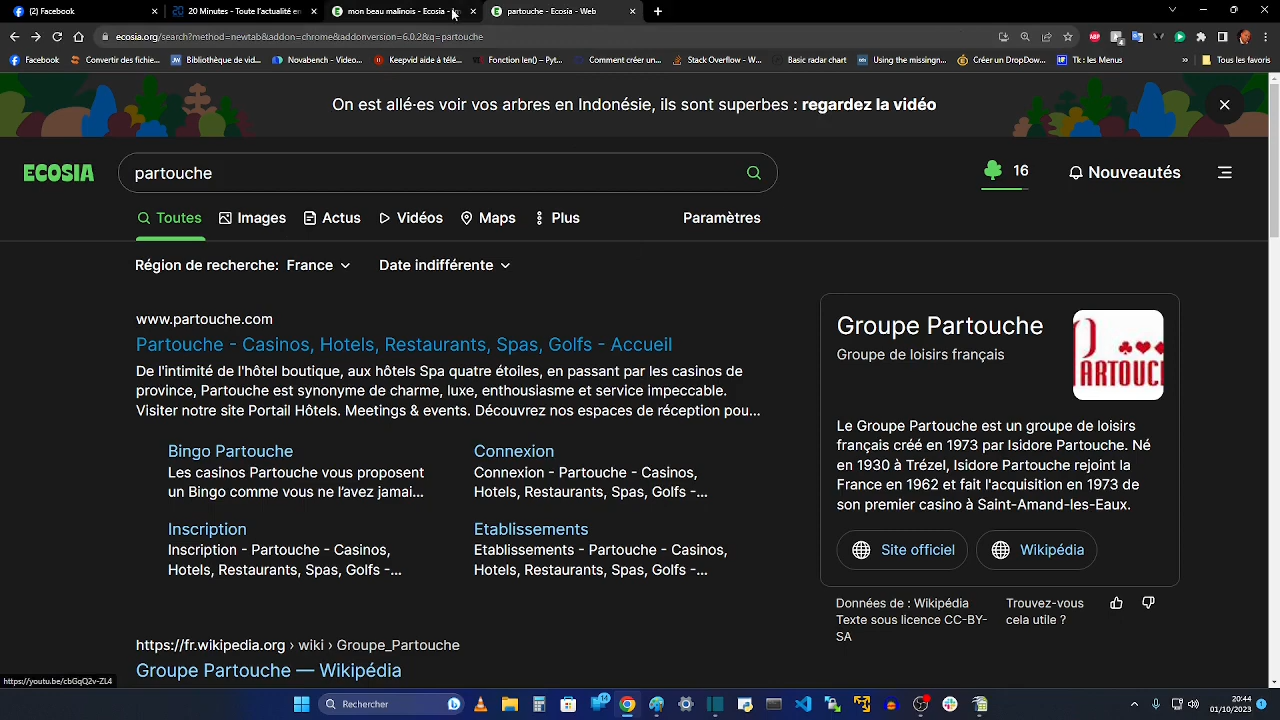 (2) Facebook
20 Minutes - Toute l'actualité en
mon beau malinois - Ecosia -
partouche - Ecosia - Web
ecosia.org/search?method=newtab&addon=chrome&addonversion=6.0.2&q=partouche
Facebook
Convertir des fichie...
Bibliothèque de vid...
Novabench - Video...
Keepvid aide à télé...
Fonction len() – Pyt...
Comment créer un...
Stack Overflow - W...
Basic radar chart
Using the missingn...
Créer un DropDow...
Tk : les Menus
»
Tous les favoris
On est allé·es voir vos arbres en Indonésie, ils sont superbes : regardez la vidéo
ECOSIA
partouche
16
Nouveautés
Toutes
Images
Actus
Vidéos
Maps
Plus
Paramètres
Région de recherche: France
Date indifférente
www.partouche.com
Partouche - Casinos, Hotels, Restaurants, Spas, Golfs - Accueil
De l'intimité de l'hôtel boutique, aux hôtels Spa quatre étoiles, en passant par les casinos de
province, Partouche est synonyme de charme, luxe, enthousiasme et service impeccable.
Visiter notre site Portail Hôtels. Meetings & events. Découvrez nos espaces de réception pou...
Bingo Partouche
Les casinos Partouche vous proposent
un Bingo comme vous ne l'avez jamai...
Connexion
Connexion - Partouche - Casinos,
Hotels, Restaurants, Spas, Golfs -...
Inscription
Inscription - Partouche - Casinos,
Hotels, Restaurants, Spas, Golfs -...
Etablissements
Etablissements - Partouche - Casinos,
Hotels, Restaurants, Spas, Golfs -...
https://fr.wikipedia.org › wiki › Groupe_Partouche
Groupe Partouche — Wikipédia
Groupe Partouche
Groupe de loisirs français
PARTOUC
Le Groupe Partouche est un groupe de loisirs
français créé en 1973 par Isidore Partouche. Né
en 1930 à Trézel, Isidore Partouche rejoint la
France en 1962 et fait l'acquisition en 1973 de
son premier casino à Saint-Amand-les-Eaux.
Site officiel
Wikipédia
Données de : Wikipédia
Texte sous licence CC-BY-
SA
Trouvez-vous
cela utile ?
https://youtu.be/cbGqQ2v-ZL4
Rechercher
14
20:44
01/10/2023